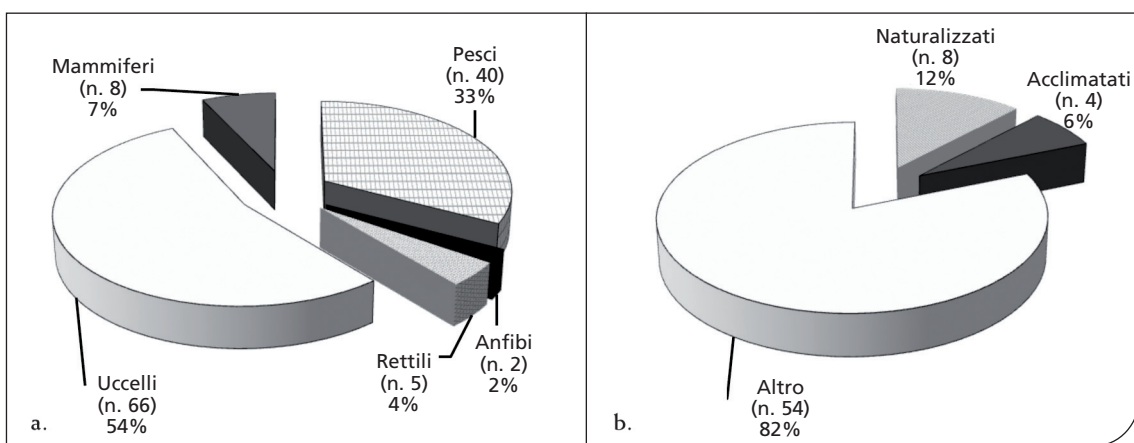 Mammiferi
(n. 8)
7%
Pesci
(n. 40)
33%
Uccelli
(n. 66)
54%
Rettili
(n. 5)
4%
Anfibi
(n. 2)
2%
a.
Naturalizzati
(n. 8)
12%
Acclimatati
(n. 4)
6%
Altro
(n. 54)
82%
b.